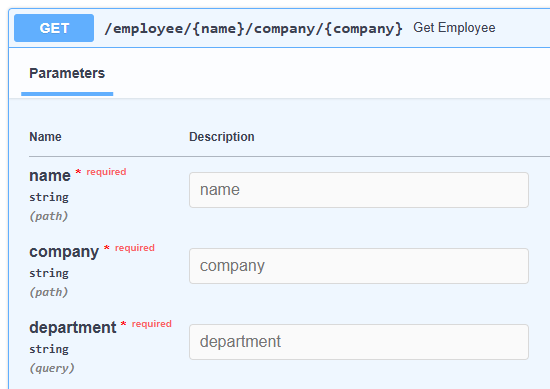 GET /employee/{name}/company/{company} Get Employee
Parameters
Name Description
name * required
name
string
(path)
company * required
company
string
(path)
department * required
department
string
(query)